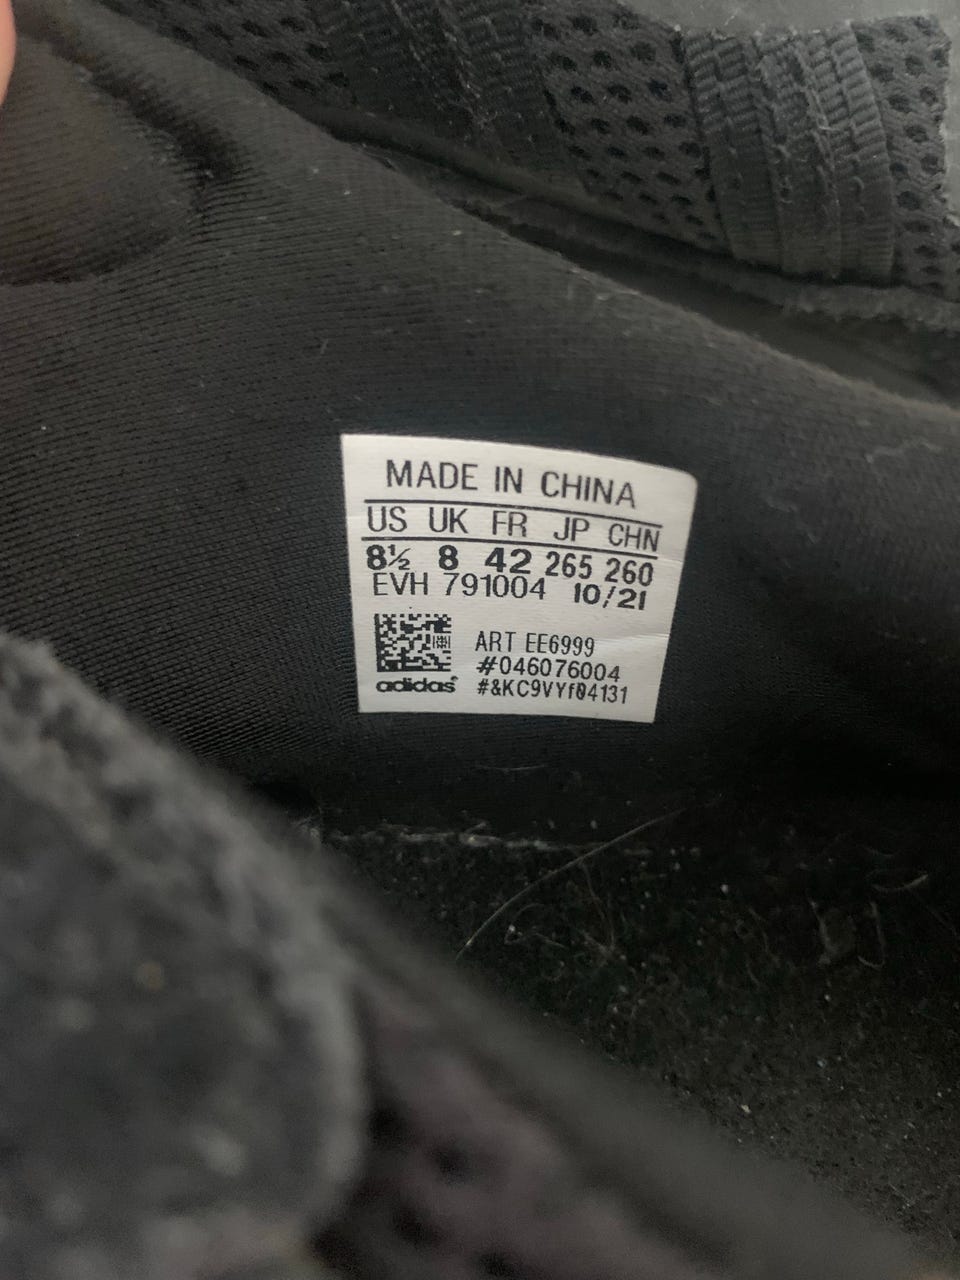 MADE IN CHINA
US UK FR JP CHN
8½ 8 42 265 260
EVH 791004 10/21
ART EE6999
#046076004
adidas #&KC9VYf04131